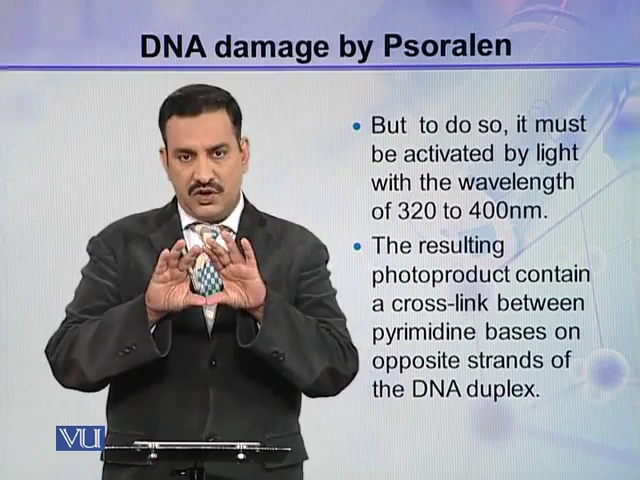 DNA damage by Psoralen
But to do so, it must
be activated by light
with the wavelength
of 320 to 400nm.
The resulting
photoproduct contain
a cross-link between
pyrimidine bases on
opposite strands of
the DNA duplex.
VU